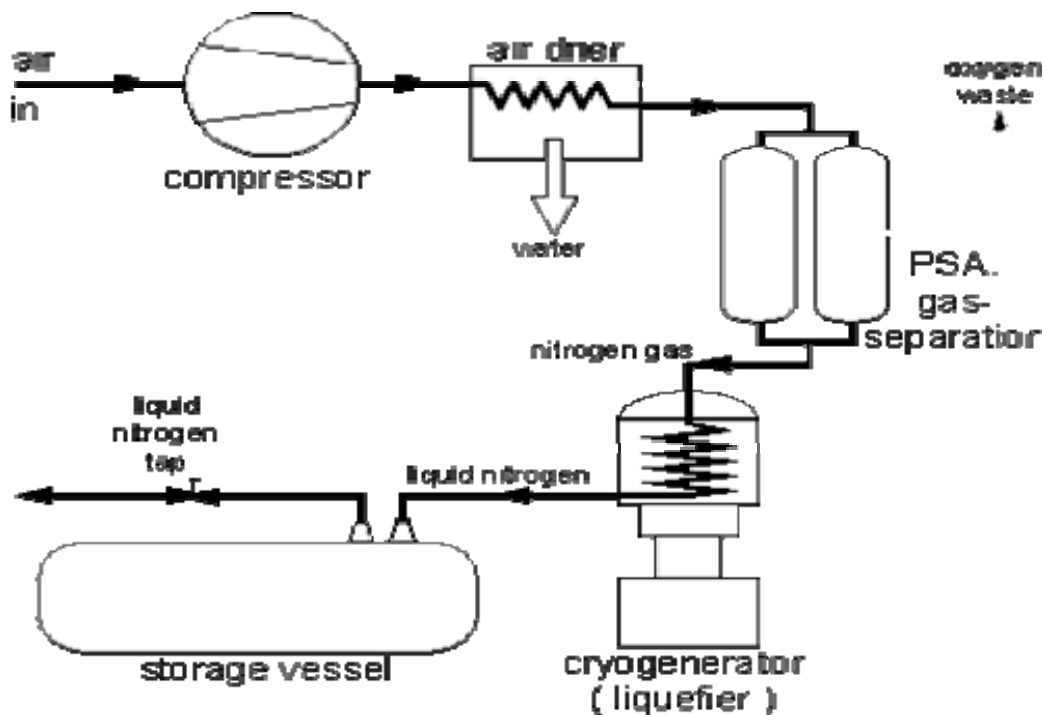 air
in
compressor
air drier
water
oxygen
waste
PSA.
gas-
separation
nitrogen gas
liquid
nitrogen
tap
liquid nitrogen
storage vessel
cryogenerator
( liquefier )